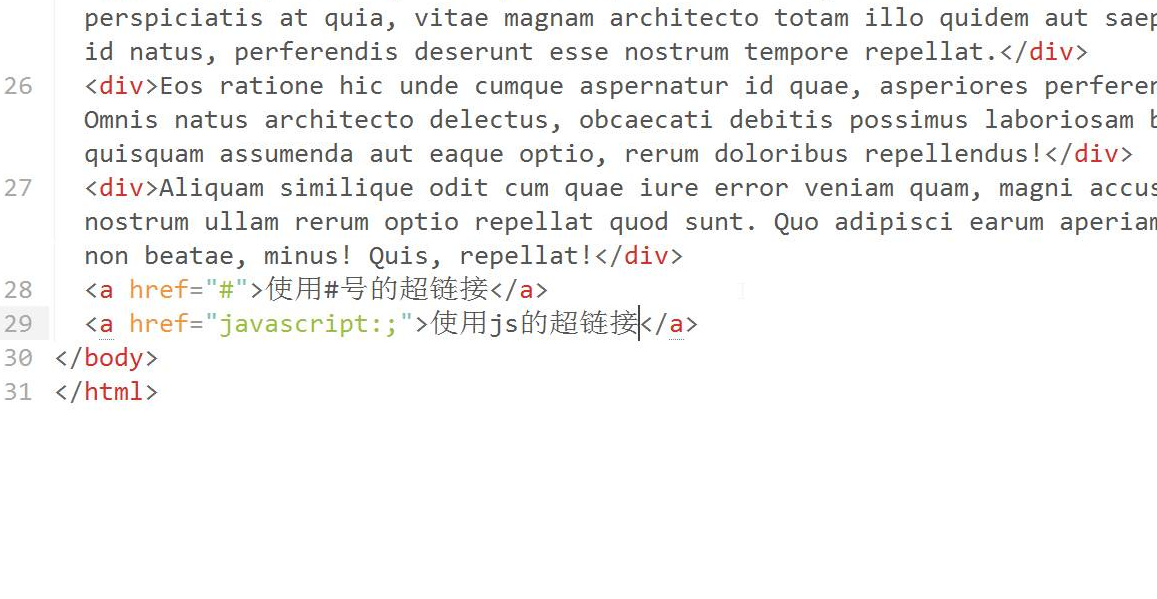 perspiciatis at quia, vitae magnam architecto totam illo quidem aut
id natus, perferendis deserunt esse nostrum tempore repellat.</div>
26 <div>Eos ratione hic unde cumque aspernatur id quae, asperiores
Omnis natus architecto delectus, obcaecati debitis possimus laboriosam
quisquam assumenda aut eaque optio, rerum doloribus repellendus!</div>
27 <div>Aliquam similique odit cum quae iure error veniam quam, magni
nostrum ullam rerum optio repellat quod sunt. Quo adipisci earum aperiam
non beatae, minus! Quis, repellat!</div>
28 <a href="#">使用#号的超链接</a>
29 <a href="javascript:;">使用js的超链接</a>
30 </body>
31 </html>